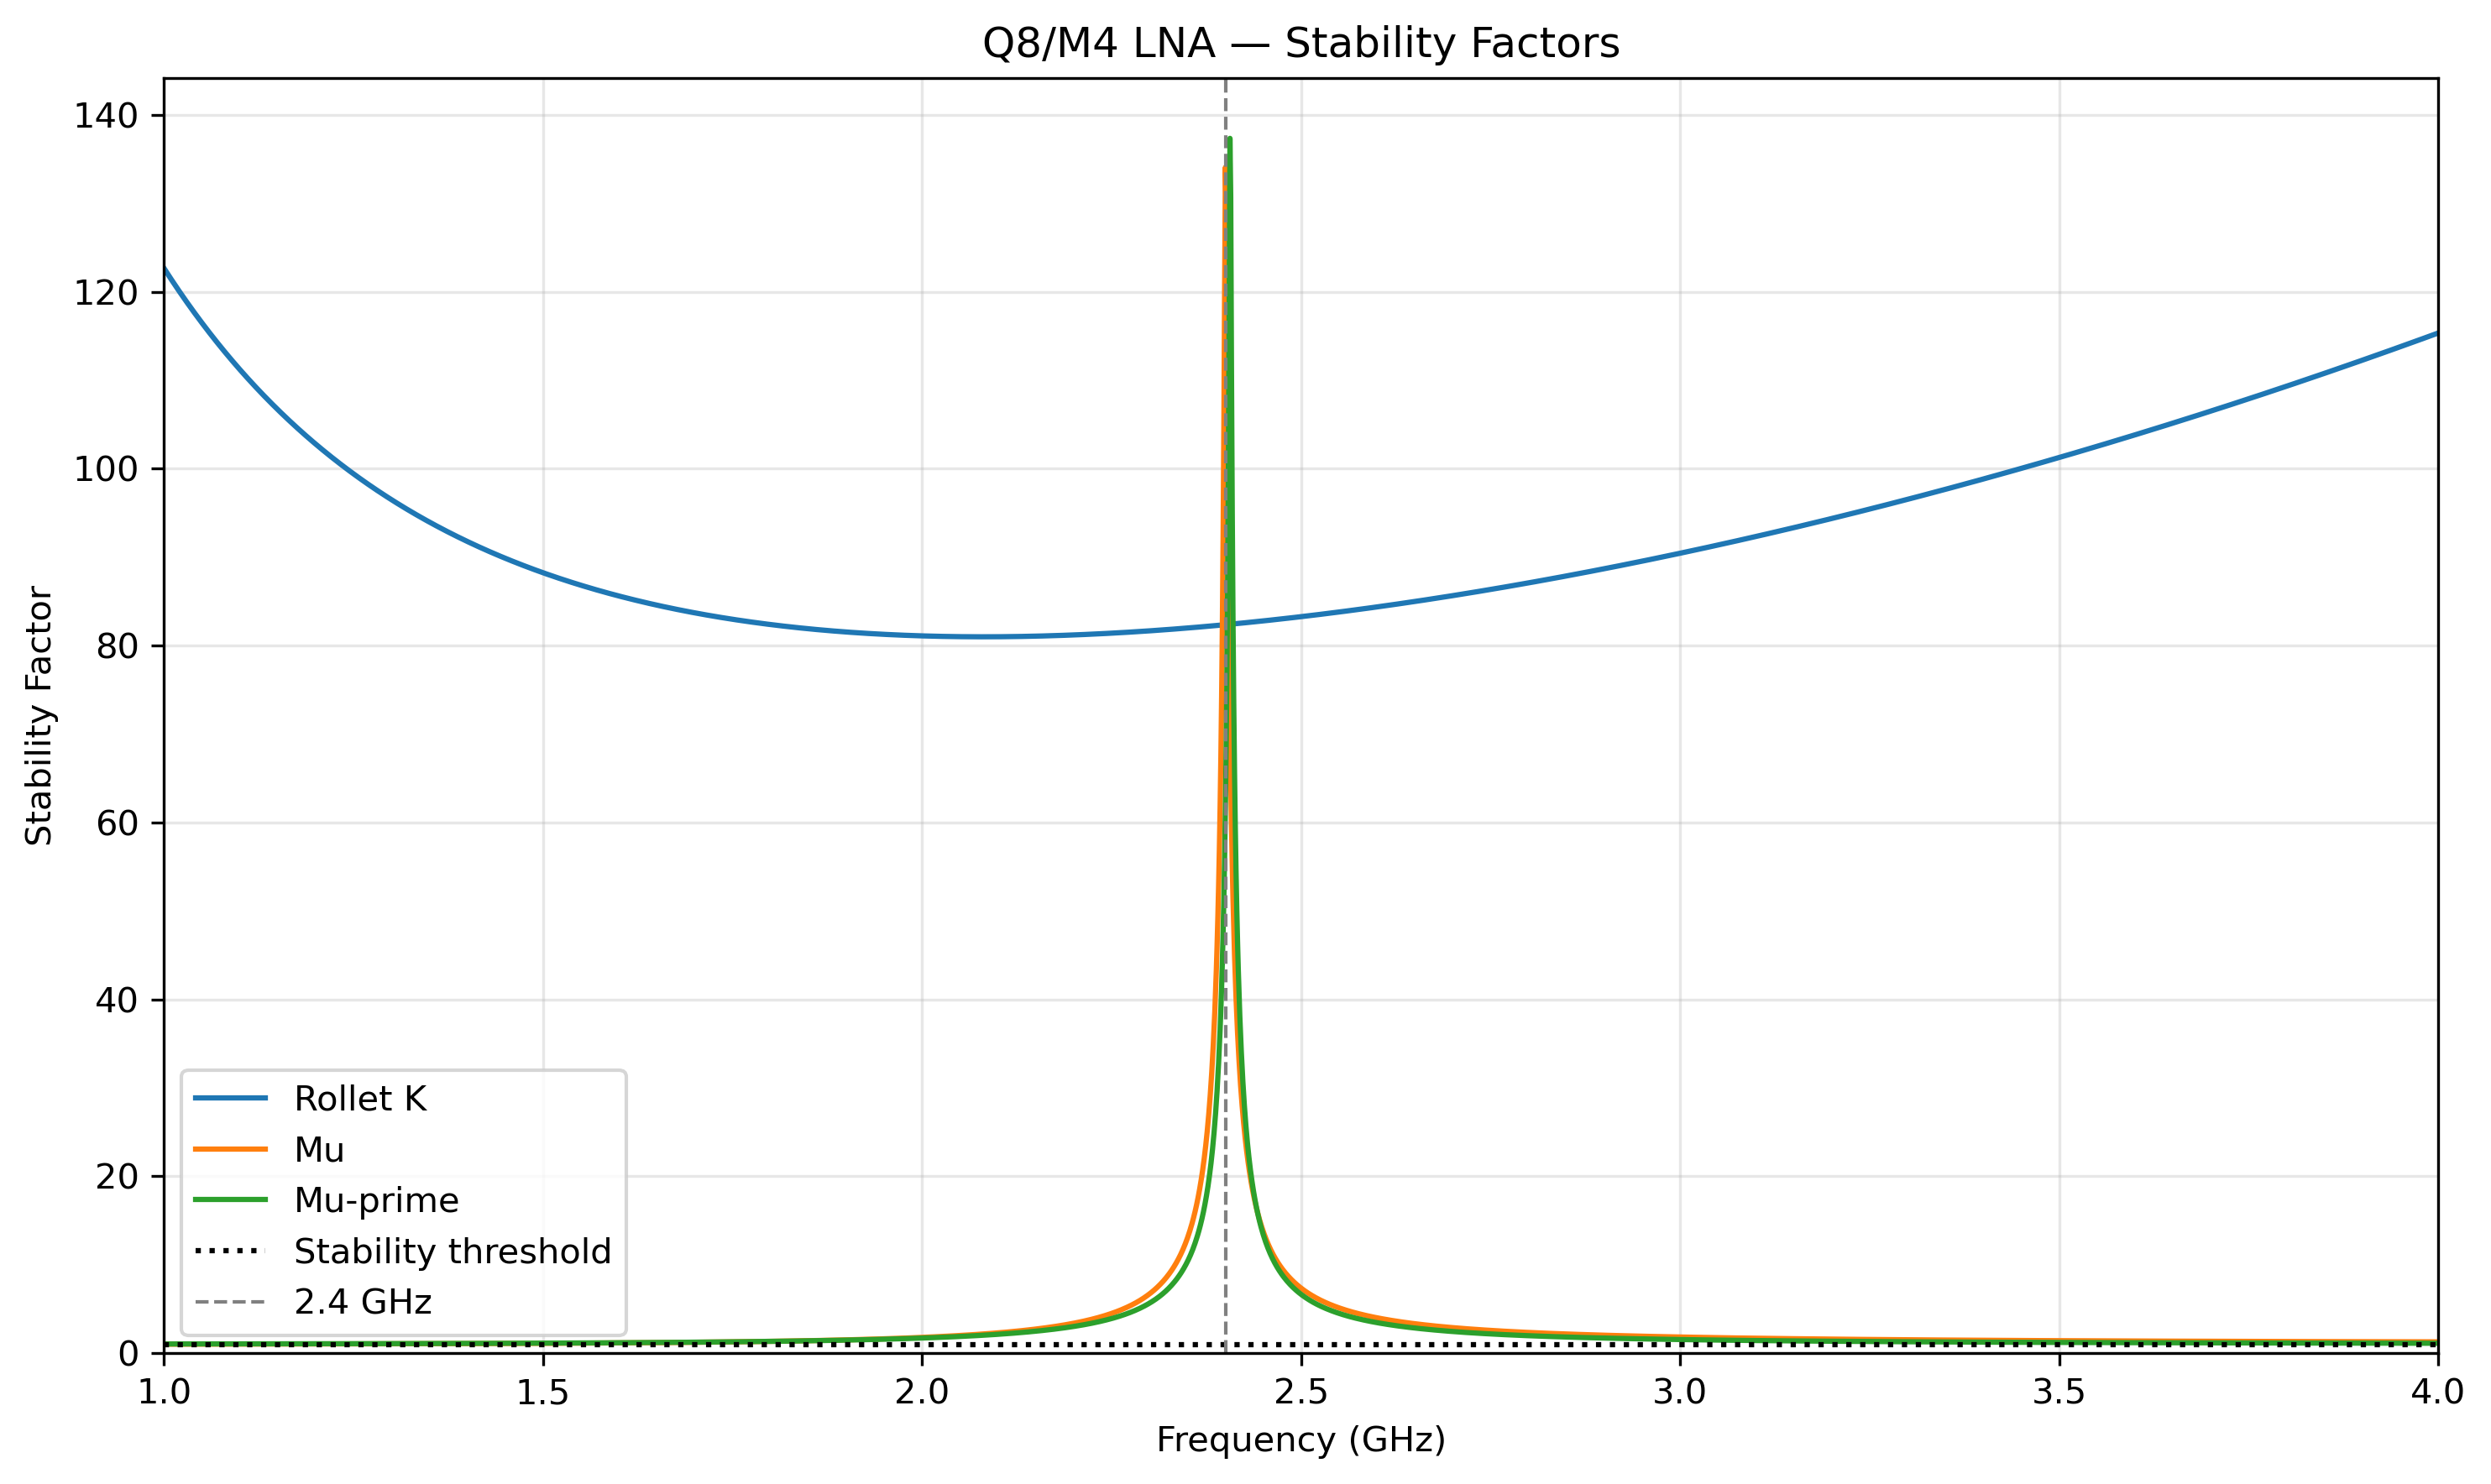 Q8/M4 LNA — Stability Factors
140
120
100
80
60
40
20
0
Stability Factor
Rollet K
Mu
Mu-prime
Stability threshold
2.4 GHz
1.0 1.5 2.0 2.5 3.0 3.5 4.0
Frequency (GHz)